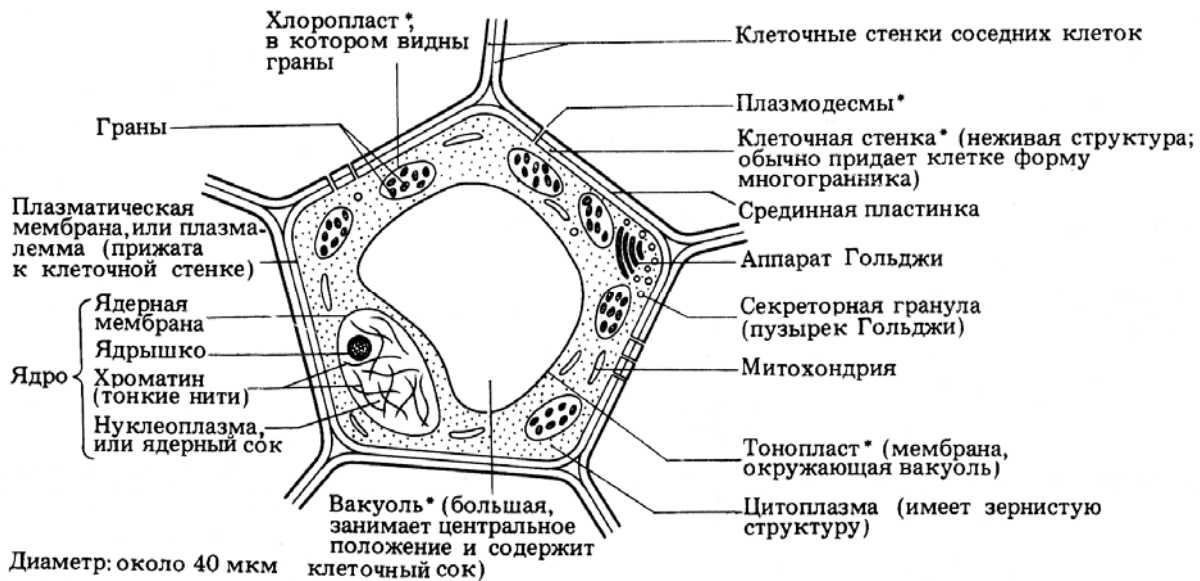 Хлоропласт*,
в котором видны
граны
Граны
Плазматическая
мембрана, или плазма-
лемма (прижата
к клеточной стенке)
Ядро
Ядерная
мембрана
Ядрышко
Хроматин
(тонкие нити)
Нуклеоплазма,
или ядерный сок
Диаметр: около 40 мкм
Вакуоль* (большая,
занимает центральное
положение и содержит
клеточный сок)
Клеточные стенки соседних клеток
Плазмодесмы*
Клеточная стенка* (неживая структура;
обычно придает клетке форму
многогранника)
Срединная пластинка
Аппарат Гольджи
Секреторная гранула
(пузырек Гольджи)
Митохондрия
Тонопласт* (мембрана,
окружающая вакуоль)
Цитоплазма (имеет зернистую
структуру)